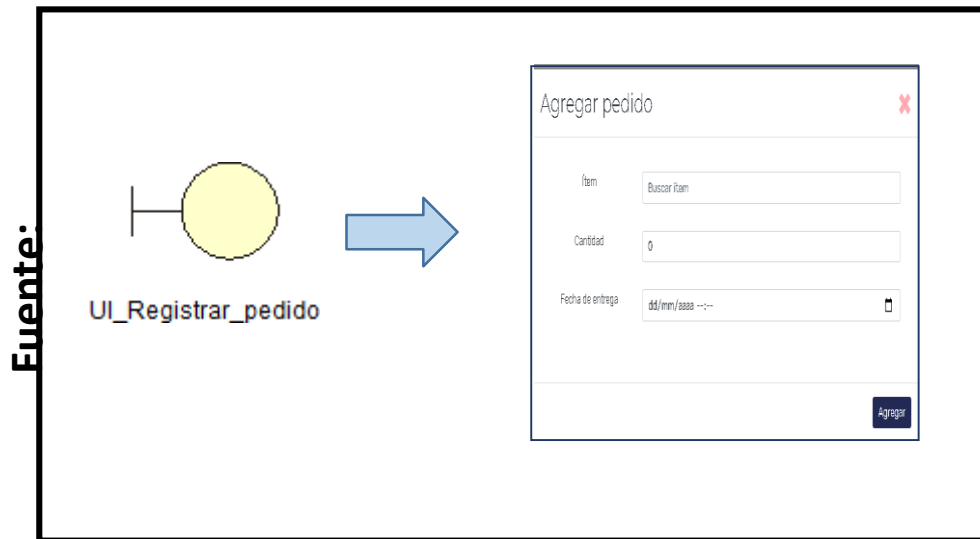 Fuente:
UI_Registrar_pedido
Agregar pedido
Ítem
Buscar ítem
Cantidad
0
Fecha de entrega
dd/mm/aaaa --:--
Agregar